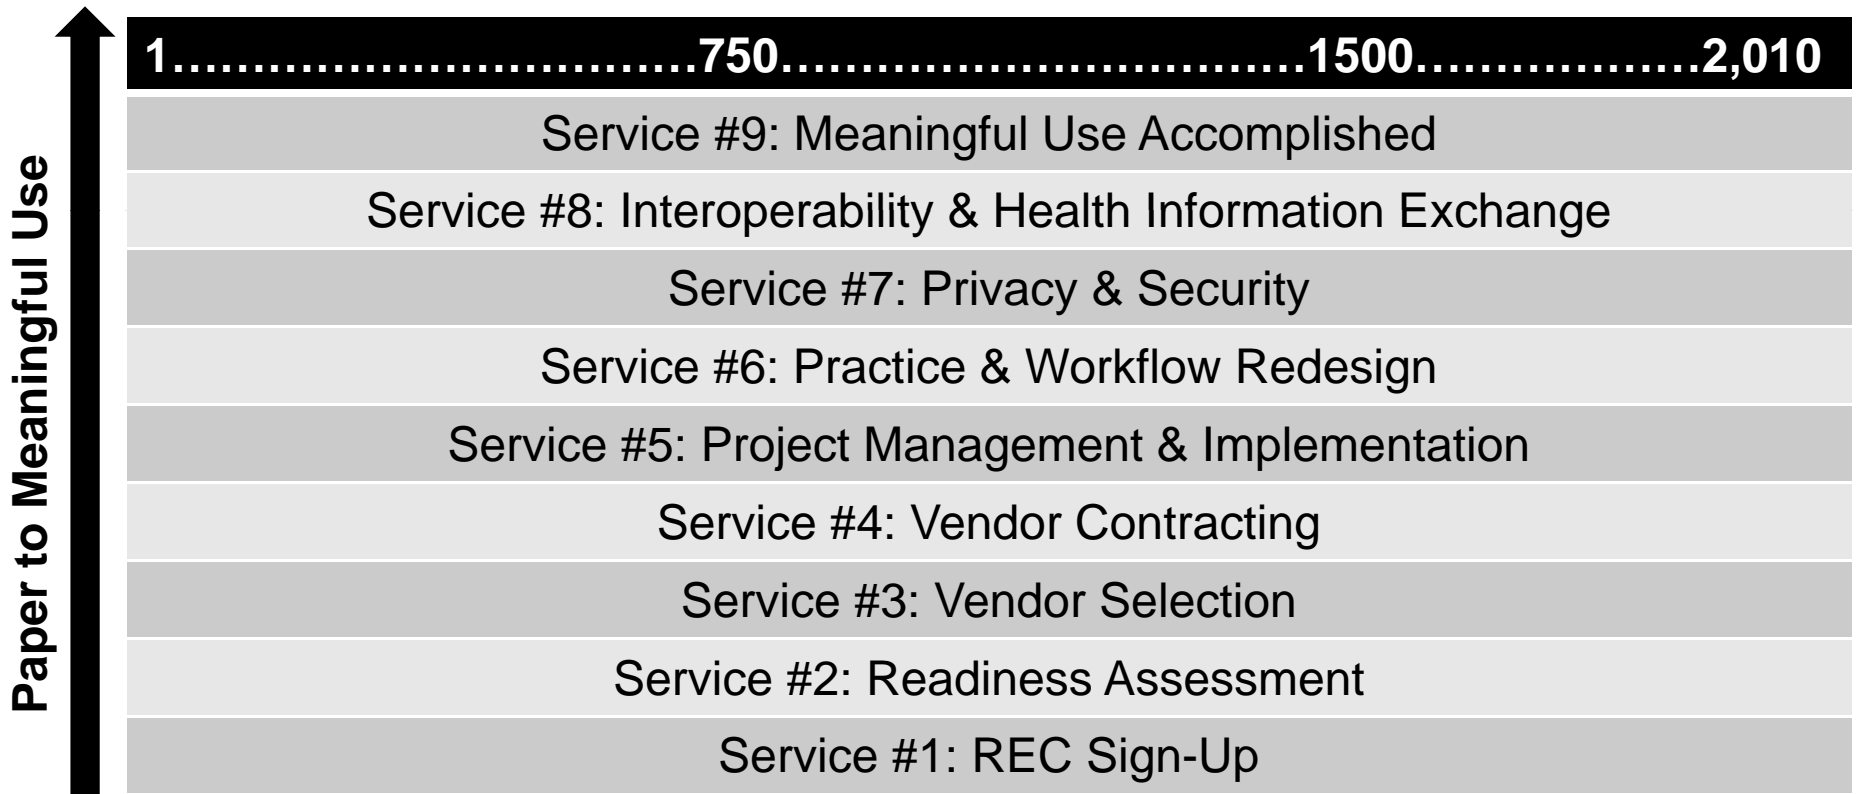 1……………………………750……………………………1500………………2,010
Service #9: Meaningful Use Accomplished
Service #8: Interoperability & Health Information Exchange
Service #7: Privacy & Security
Service #6: Practice & Workflow Redesign
Service #5: Project Management & Implementation
Service #4: Vendor Contracting
Service #3: Vendor Selection
Service #2: Readiness Assessment
Service #1: REC Sign-Up
Paper to Meaningful Use